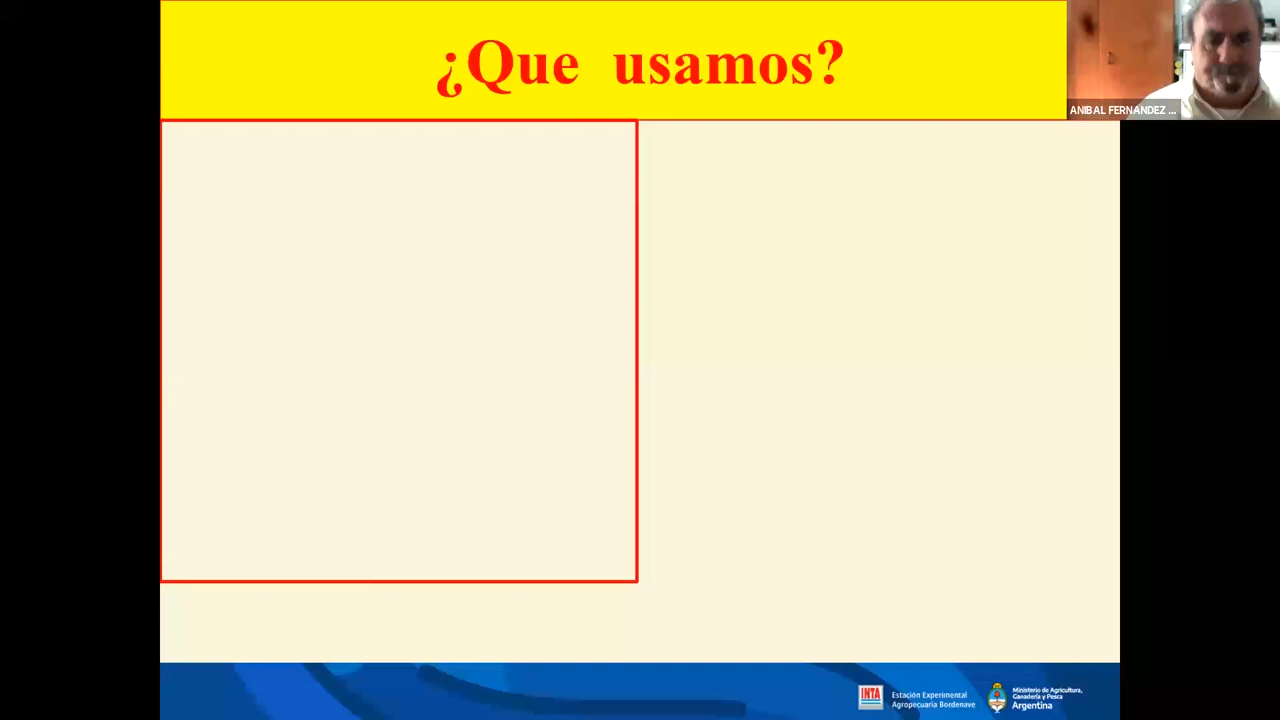 ¿Que usamos?
ANIBAL FERNANDEZ ...
INTA
Estación Experimental
Agropecuaria Bordenave
Ministerio de Agricultura,
Ganadería y Pesca
Argentina